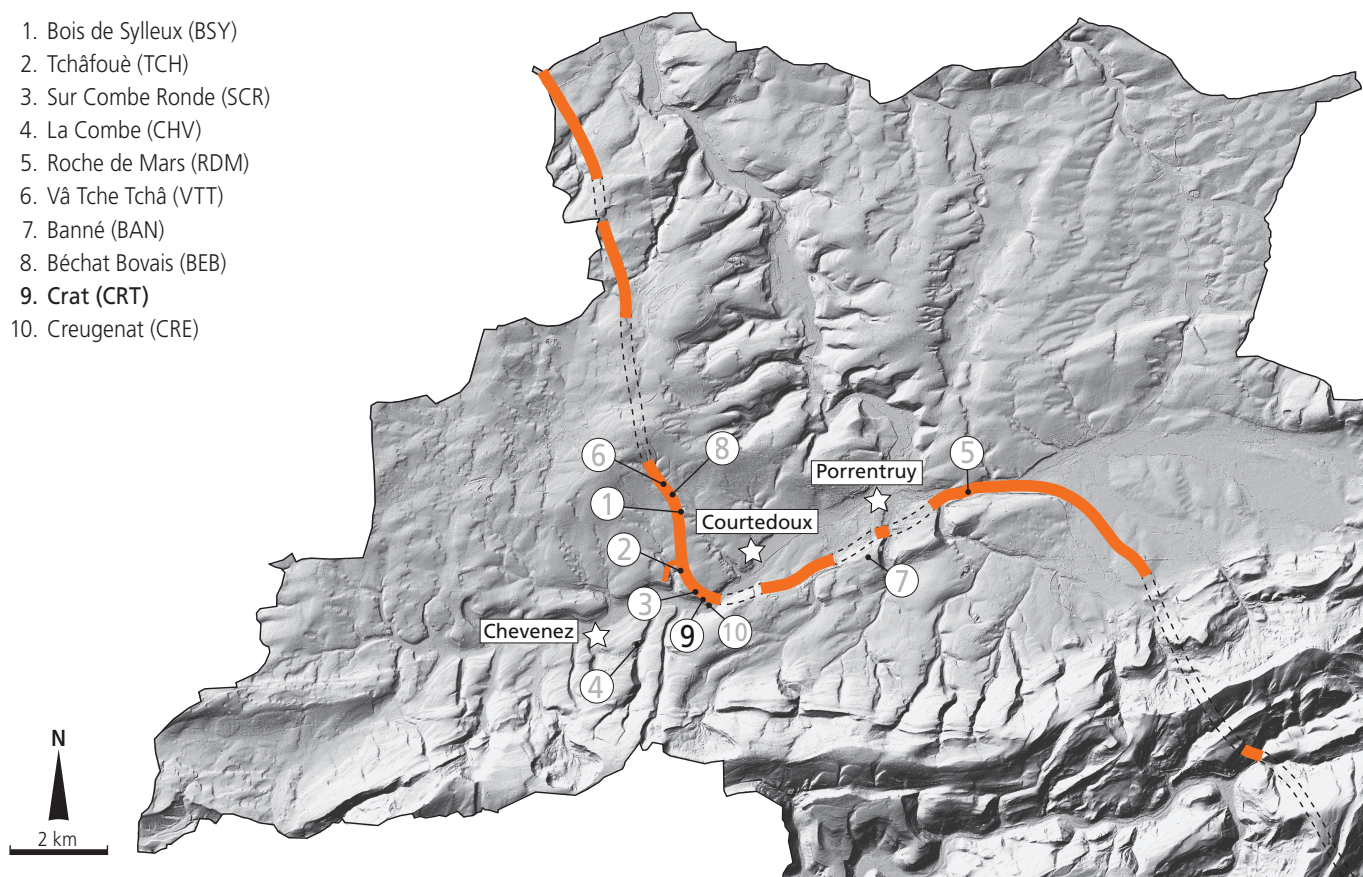 1. Bois de Sylleux (BSY)
2. Tchâfouè (TCH)
3. Sur Combe Ronde (SCR)
4. La Combe (CHV)
5. Roche de Mars (RDM)
6. Vâ Tche Tchâ (VTT)
7. Banné (BAN)
8. Béchat Bovais (BEB)
9. Crat (CRT)
10. Creugenat (CRE)
6
8
5
Porrentruy
1
Courtedoux
2
7
3
9
10
Chevenez
4
N
2 km